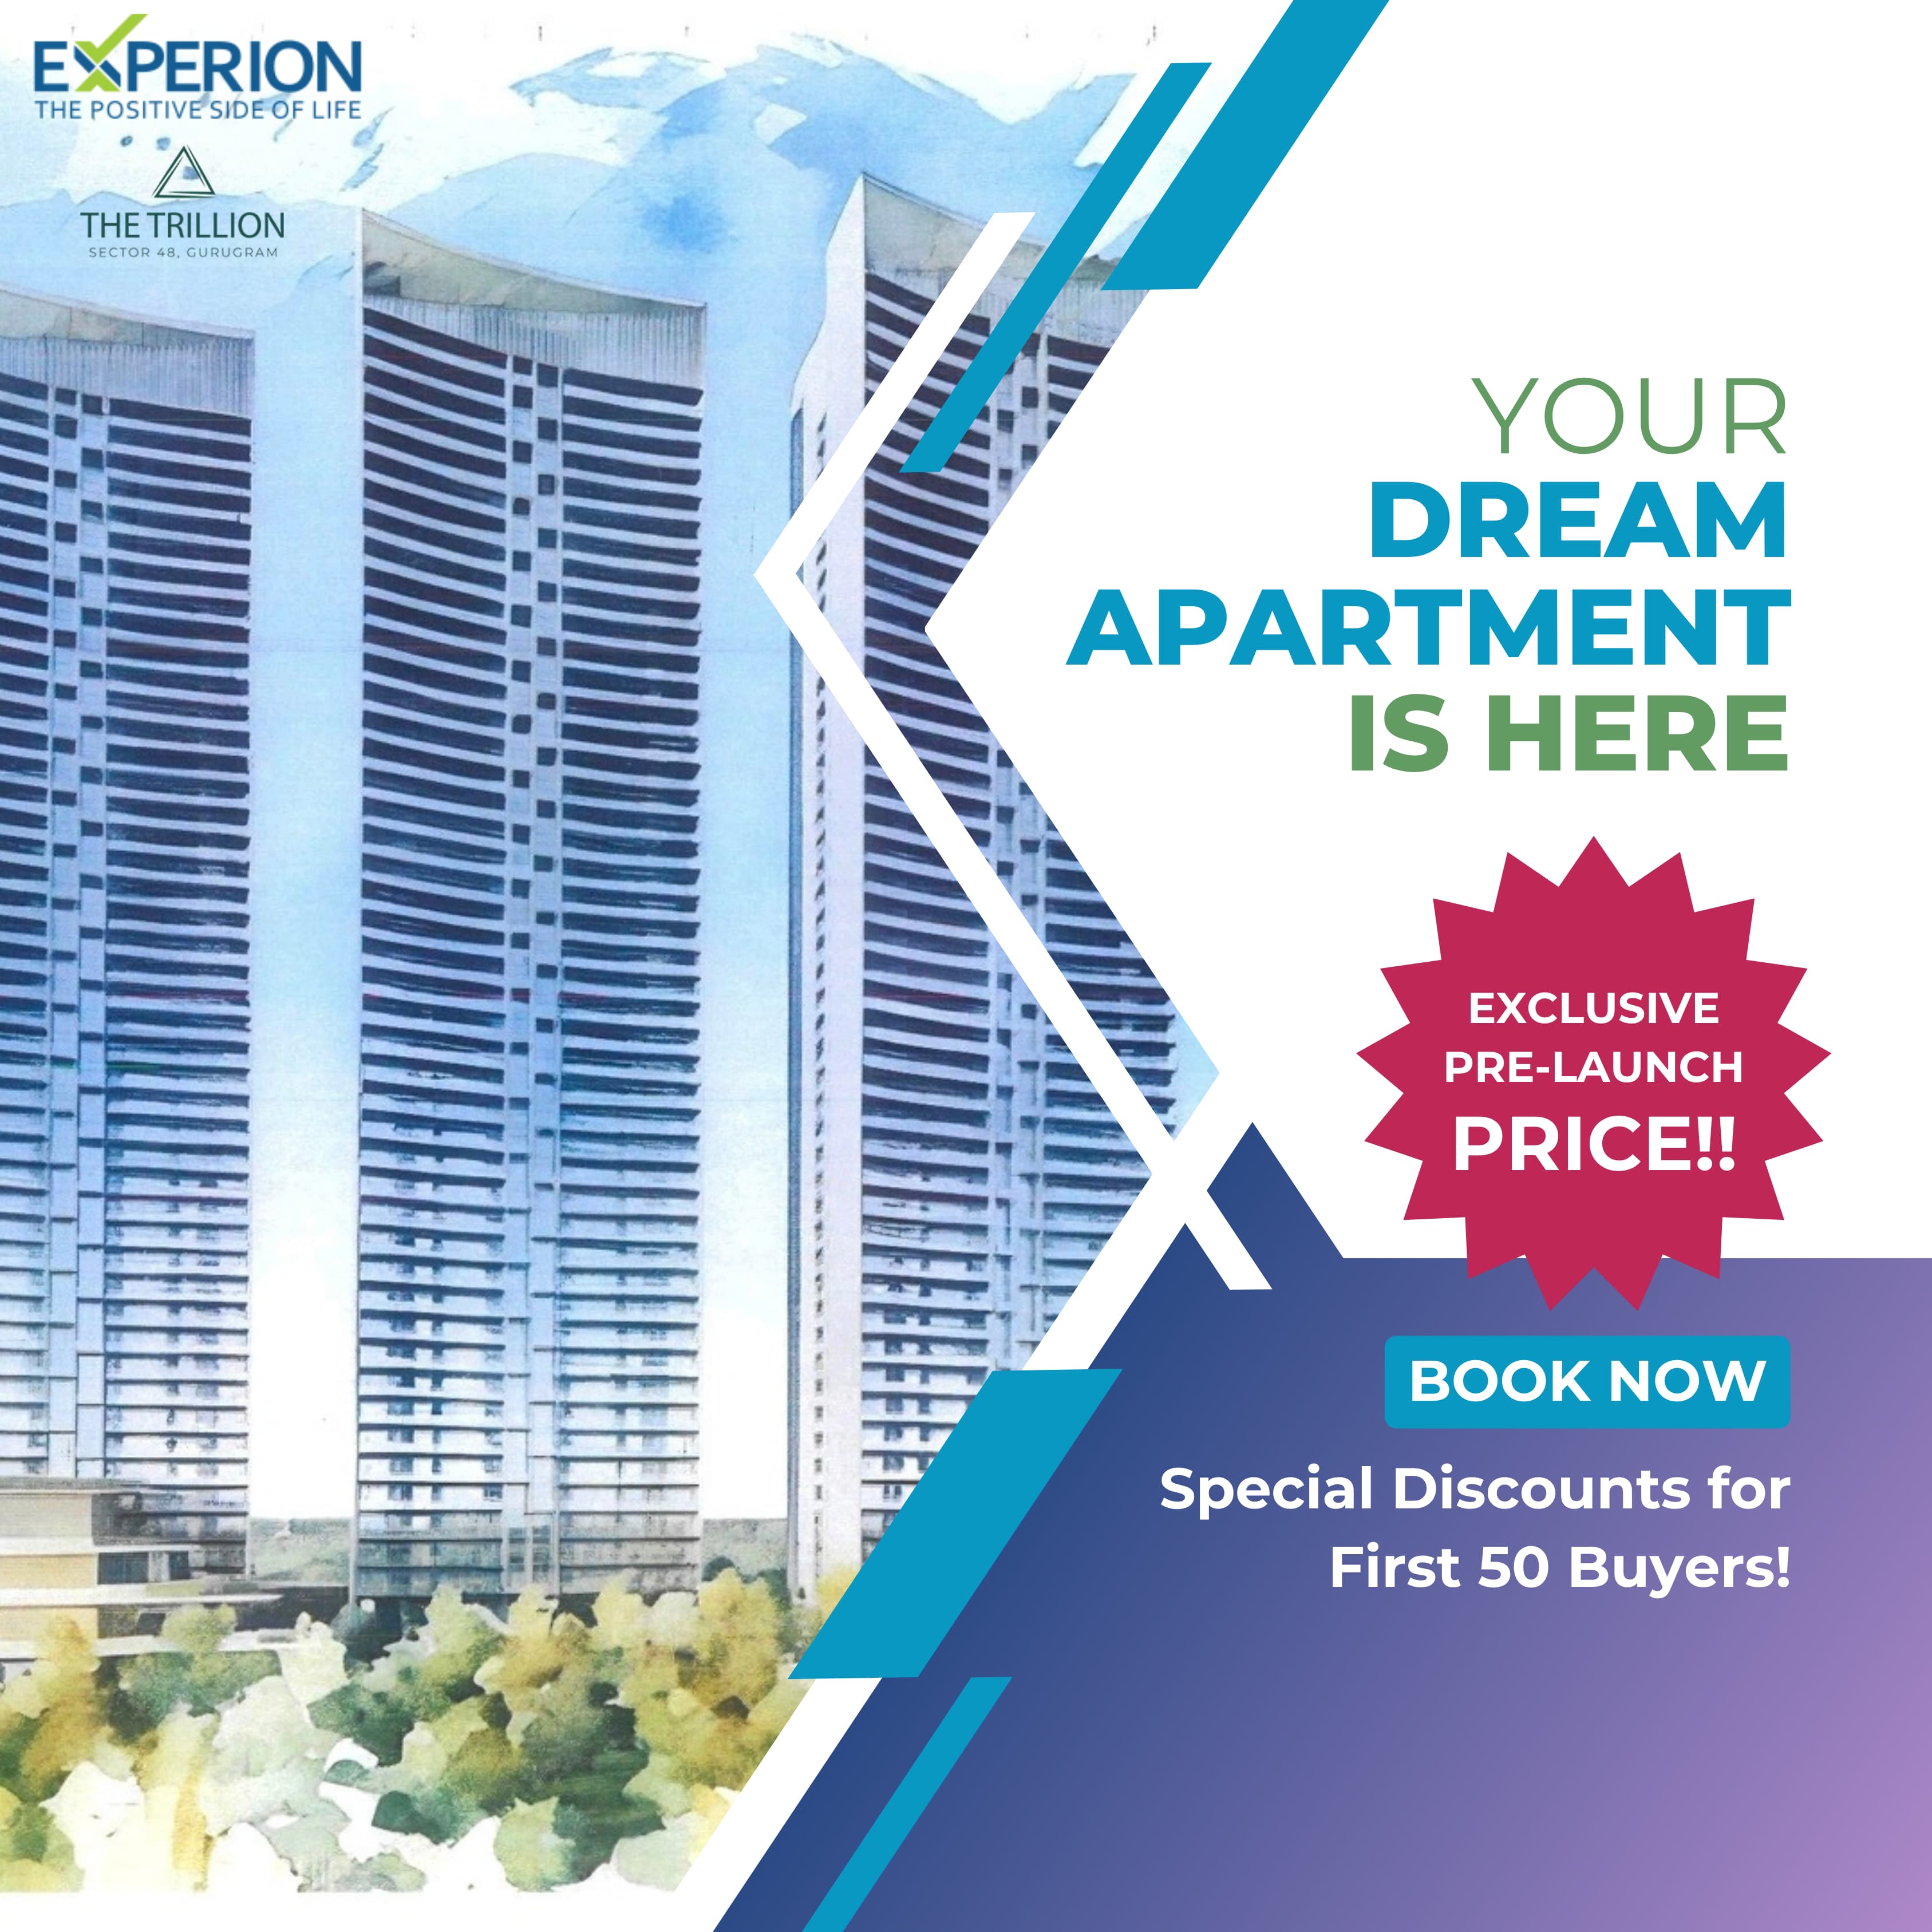 EXPERION
THE POSITIVE SIDE OF LIFE
THE TRILLION
SECTOR 48, GURUGRAM
YOUR
DREAM
APARTMENT
IS HERE
EXCLUSIVE
PRE-LAUNCH
PRICE!!
BOOK NOW
Special Discounts for
First 50 Buyers!